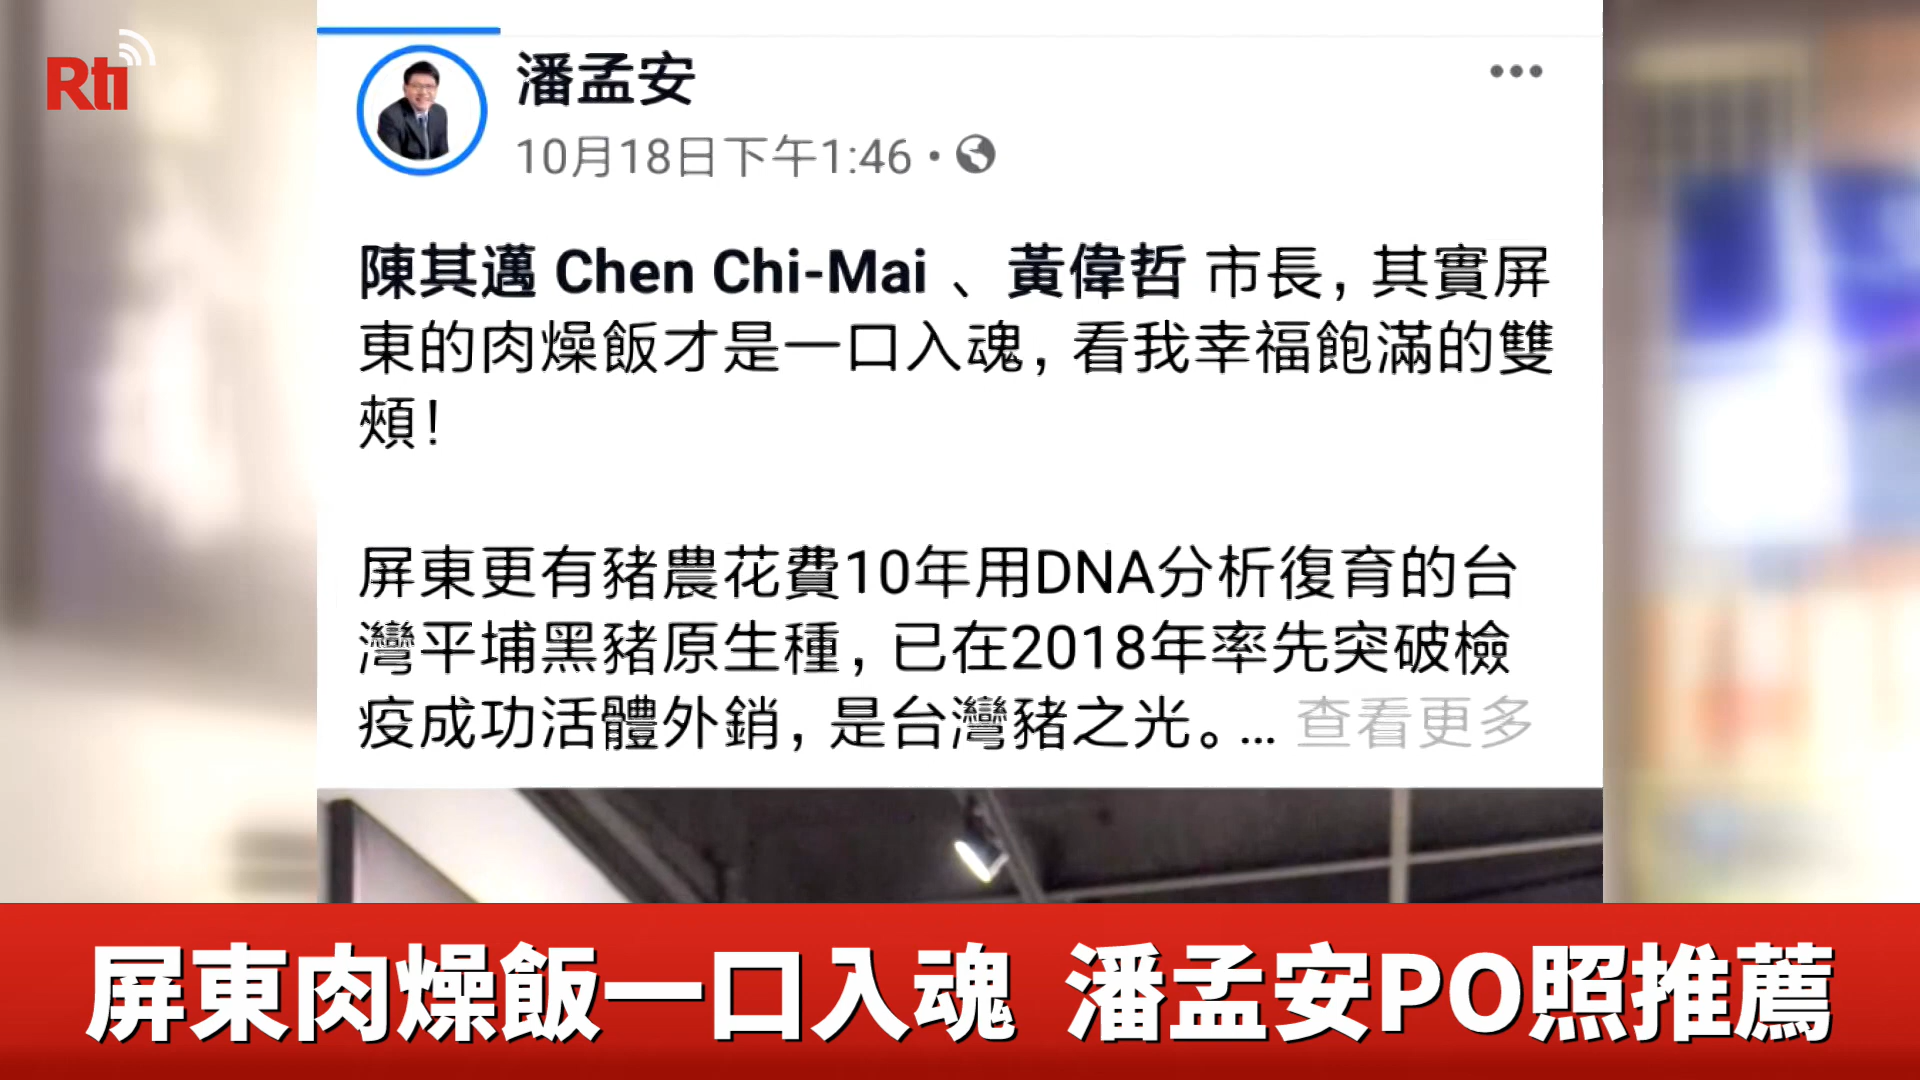 Rti
潘孟安
10月18日下午1:46
陳其邁 Chen Chi-Mai 、黃偉哲 市長，其實屏
東的肉燥飯才是一口入魂，看我幸福飽滿的雙
頰！
屏東更有豬農花費10年用DNA分析復育的台
灣平埔黑豬原生種，已在2018年率先突破檢
疫成功活體外銷，是台灣豬之光。... 查看更多
屏東肉燥飯一口入魂 潘孟安PO照推薦